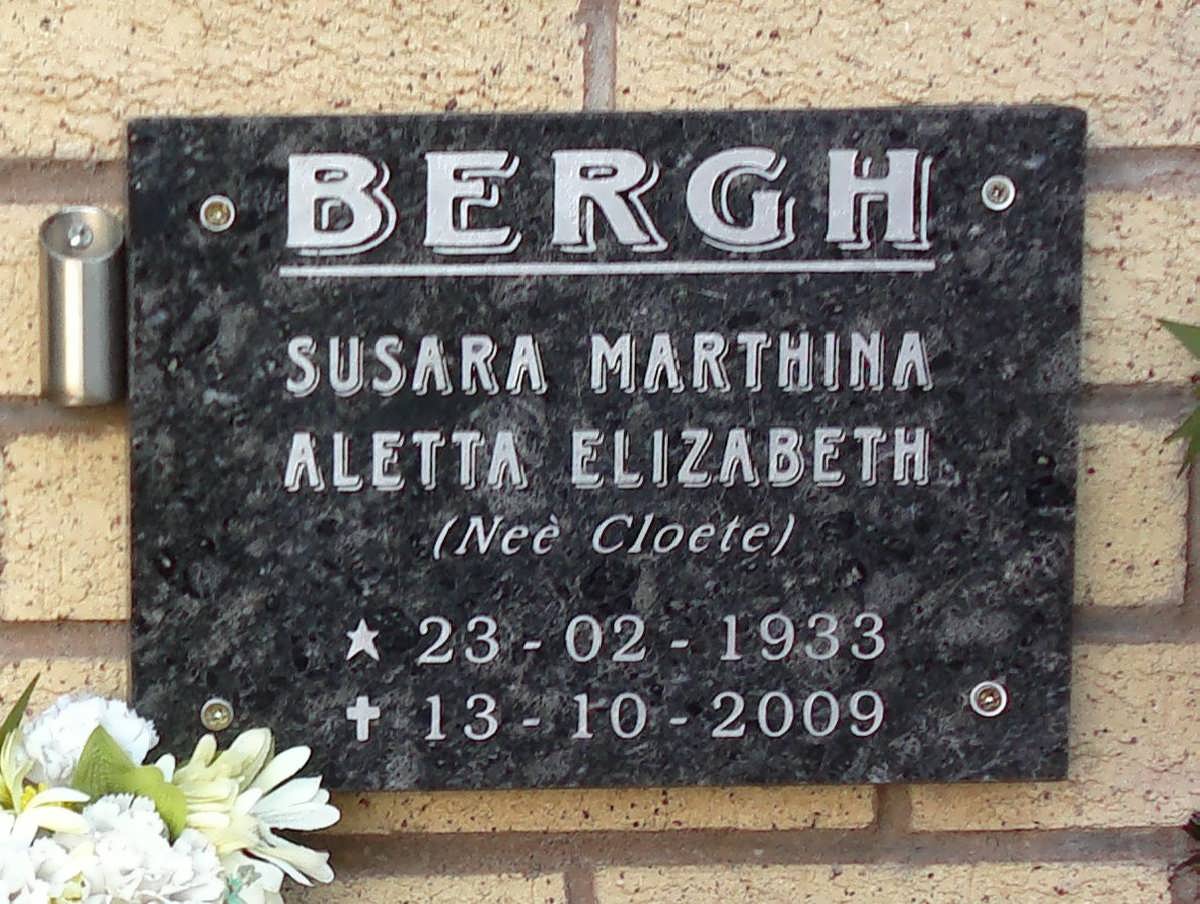 BERGH
SUSARA MARTHINA
ALETTA ELIZABETH
(Neè Cloete)
★ 23 - 02 - 1933
✝ 13 - 10 - 2009